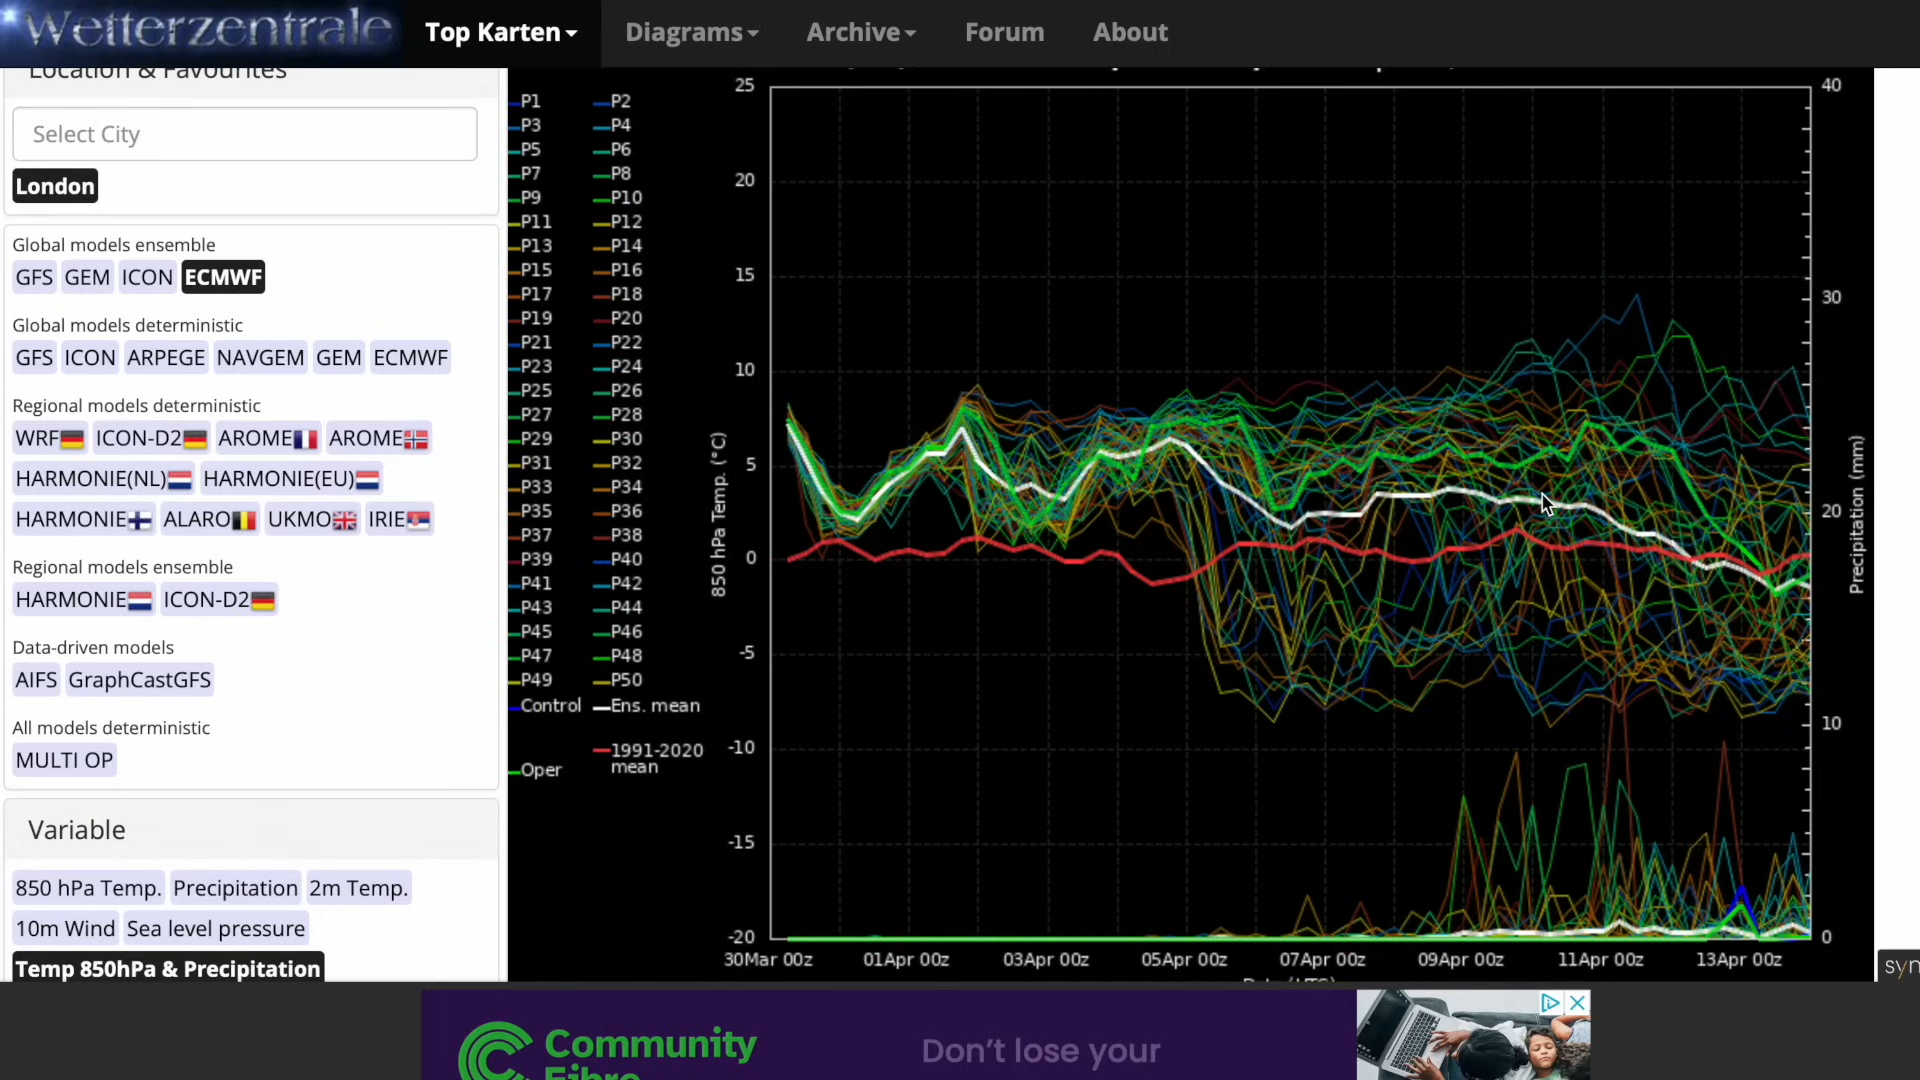 Wetterzentrale
Top Karten
Diagrams
Archive
Forum
About
Location & Favourites
Select City
London
Global models ensemble
GFS GEM ICON ECMWF
Global models deterministic
GFS ICON ARPEGE NAVGEM GEM ECMWF
Regional models deterministic
WRF ICON-D2 AROME AROME
HARMONIE(NL) HARMONIE(EU)
HARMONIE ALARO UKMO IRIE
Regional models ensemble
HARMONIE ICON-D2
Data-driven models
AIFS GraphCastGFS
All models deterministic
MULTI OP
Variable
850 hPa Temp. Precipitation 2m Temp.
10m Wind Sea level pressure
Temp 850hPa & Precipitation
P1 P2
P3 P4
P5 P6
P7 P8
P9 P10
P11 P12
P13 P14
P15 P16
P17 P18
P19 P20
P21 P22
P23 P24
P25 P26
P27 P28
P29 P30
P31 P32
P33 P34
P35 P36
P37 P38
P39 P40
P41 P42
P43 P44
P45 P46
P47 P48
P49 P50
Control Ens. mean
1991-2020
mean
Oper
850 hPa Temp. (°C)
25
20
15
10
5
0
-5
-10
-15
-20
30Mar 00z 01Apr 00z 03Apr 00z 05Apr 00z 07Apr 00z 09Apr 00z 11Apr 00z 13Apr 00z
40
30
20
10
0
Precipitation (mm)
syn
Community
Fibre
Don't lose your